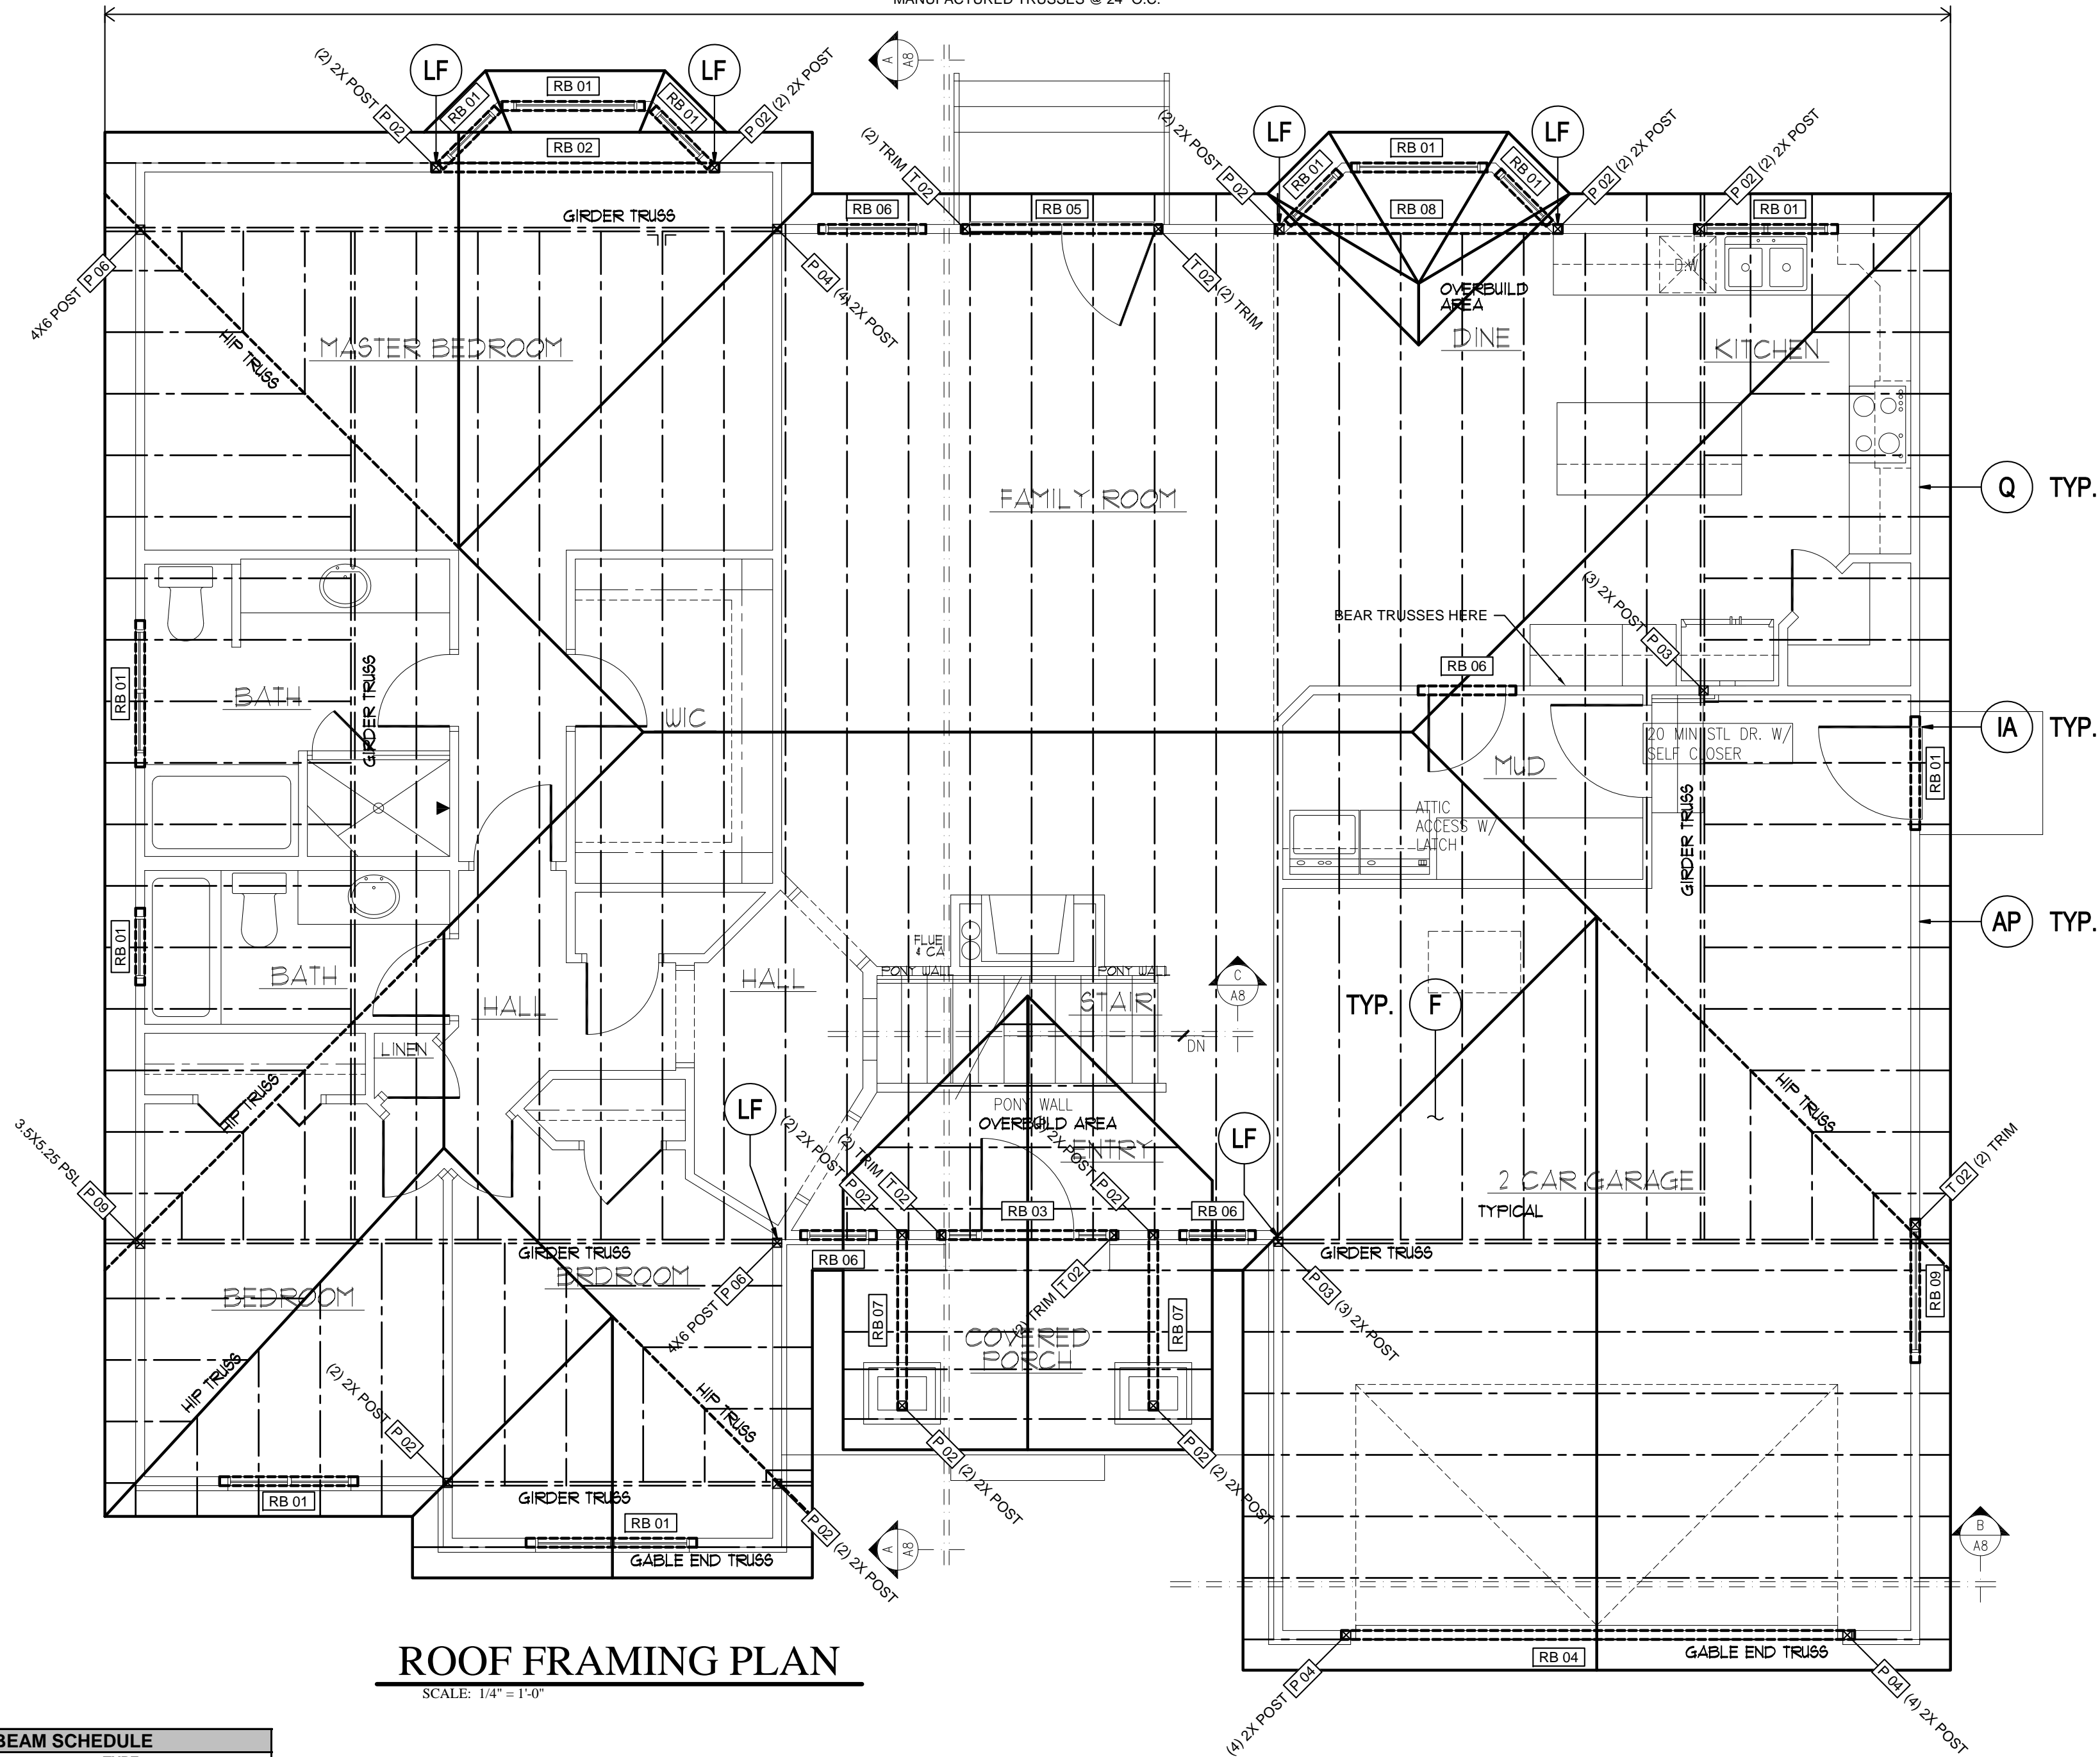 MANUFACTURED TRUSSES @ 24" O.C.
A
A8
LF
LF
(2) 2X POST P 02
RB 01
RB 01
RB 01
P 02 (2) 2X POST
RB 02
(2) TRIM T 02
RB 06
RB 05
T 02 (2) TRIM
LF
LF
(2) 2X POST P 02
RB 01
RB 01
RB 01
RB 08
P 02 (2) 2X POST
P 02 (2) 2X POST
RB 01
GIRDER TRUSS
4X6 POST P 06
P 04 (4) 2X POST
HIP TRUSS
MASTER BEDROOM
OVERBUILD
AREA
DINE
D.W
KITCHEN
FAMILY ROOM
Q TYP.
BEAR TRUSSES HERE
(3) 2X POST P 03
RB 06
RB 01
BATH
GIRDER TRUSS
WIC
MUD
20 MIN STL DR. W/
SELF CLOSER
IA TYP.
RB 01
ATTIC
ACCESS W/
LATCH
GIRDER TRUSS
RB 01
BATH
HALL
HALL
FLUE
& CA
PONY WALL
PONY WALL
STAIR
C
A8
DN
AP TYP.
TYP. F
LINEN
HIP TRUSS
HIP TRUSS
PONY WALL
OVERBUILD AREA
ENTRY
LF
LF
3.5X5.25 PSL P 09
(2) 2X POST P 02
(2) TRIM T 02
2X POST P 02
RB 03
RB 06
RB 06
2 CAR GARAGE
TYPICAL
T 02 (2) TRIM
GIRDER TRUSS
GIRDER TRUSS
BEDROOM
BRDROOM
4X6 POST P 06
RB 07
RB 07
(2) TRIM T 02
COVERED
PORCH
P 03 (3) 2X POST
RB 09
HIP TRUSS
HIP TRUSS
(2) 2X POST P 02
RB 01
GIRDER TRUSS
RB 01
GABLE END TRUSS
P 02 (2) 2X POST
P 02 (2) 2X POST
P 02 (2) 2X POST
A
A8
B
A8
RB 04
GABLE END TRUSS
(4) 2X POST P 04
P 04 (4) 2X POST
ROOF FRAMING PLAN
SCALE: 1/4" = 1'-0"
BEAM SCHEDULE